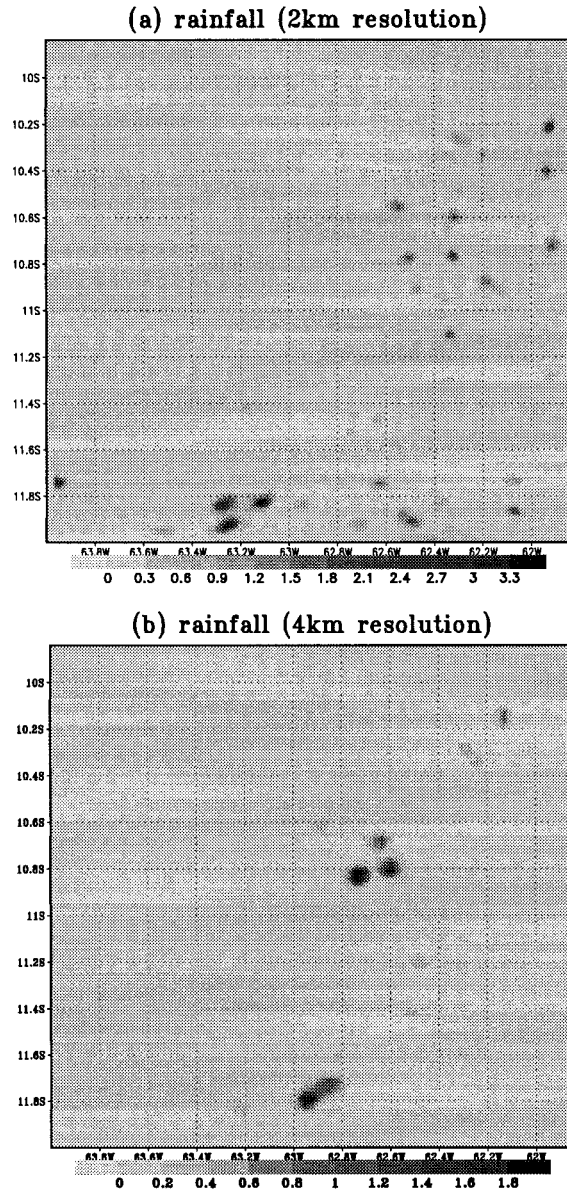 (a) rainfall (2km resolution)
10S
10.2S
10.4S
10.6S
10.8S
11S
11.2S
11.4S
11.6S
11.8S
63.8W 63.6W 63.4W 63.2W 63W 62.8W 62.6W 62.4W 62.2W 62W
0 0.3 0.6 0.9 1.2 1.5 1.8 2.1 2.4 2.7 3 3.3
(b) rainfall (4km resolution)
10S
10.2S
10.4S
10.6S
10.8S
11S
11.2S
11.4S
11.6S
11.8S
63.8W 63.6W 63.4W 63.2W 63W 62.8W 62.6W 62.4W 62.2W 62W
0 0.2 0.4 0.6 0.8 1 1.2 1.4 1.6 1.8